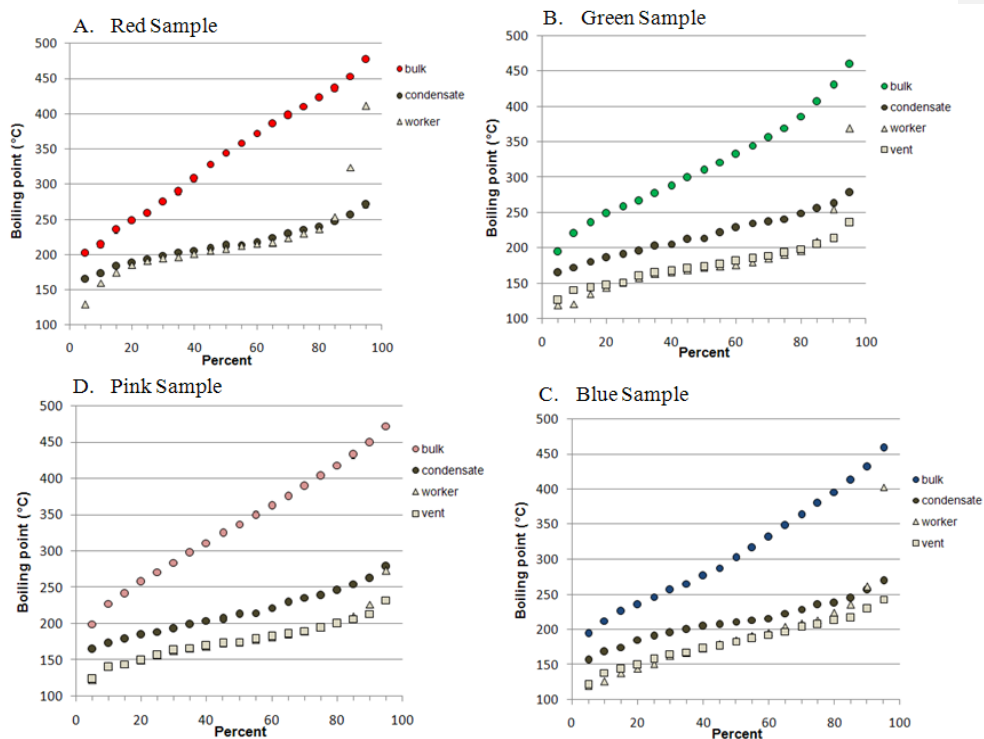 A. Red Sample
500
450
400
350
300
250
200
150
100
Boiling point (°C)
0 20 40 60 80 100
Percent
bulk
condensate
worker
B. Green Sample
500
450
400
350
300
250
200
150
100
Boiling point (°C)
0 20 40 60 80 100
Percent
bulk
condensate
worker
vent
D. Pink Sample
500
450
400
350
300
250
200
150
100
Boiling point (°C)
0 20 40 60 80 100
Percent
bulk
condensate
worker
vent
C. Blue Sample
500
450
400
350
300
250
200
150
100
Boiling point (°C)
0 20 40 60 80 100
Percent
bulk
condensate
worker
vent